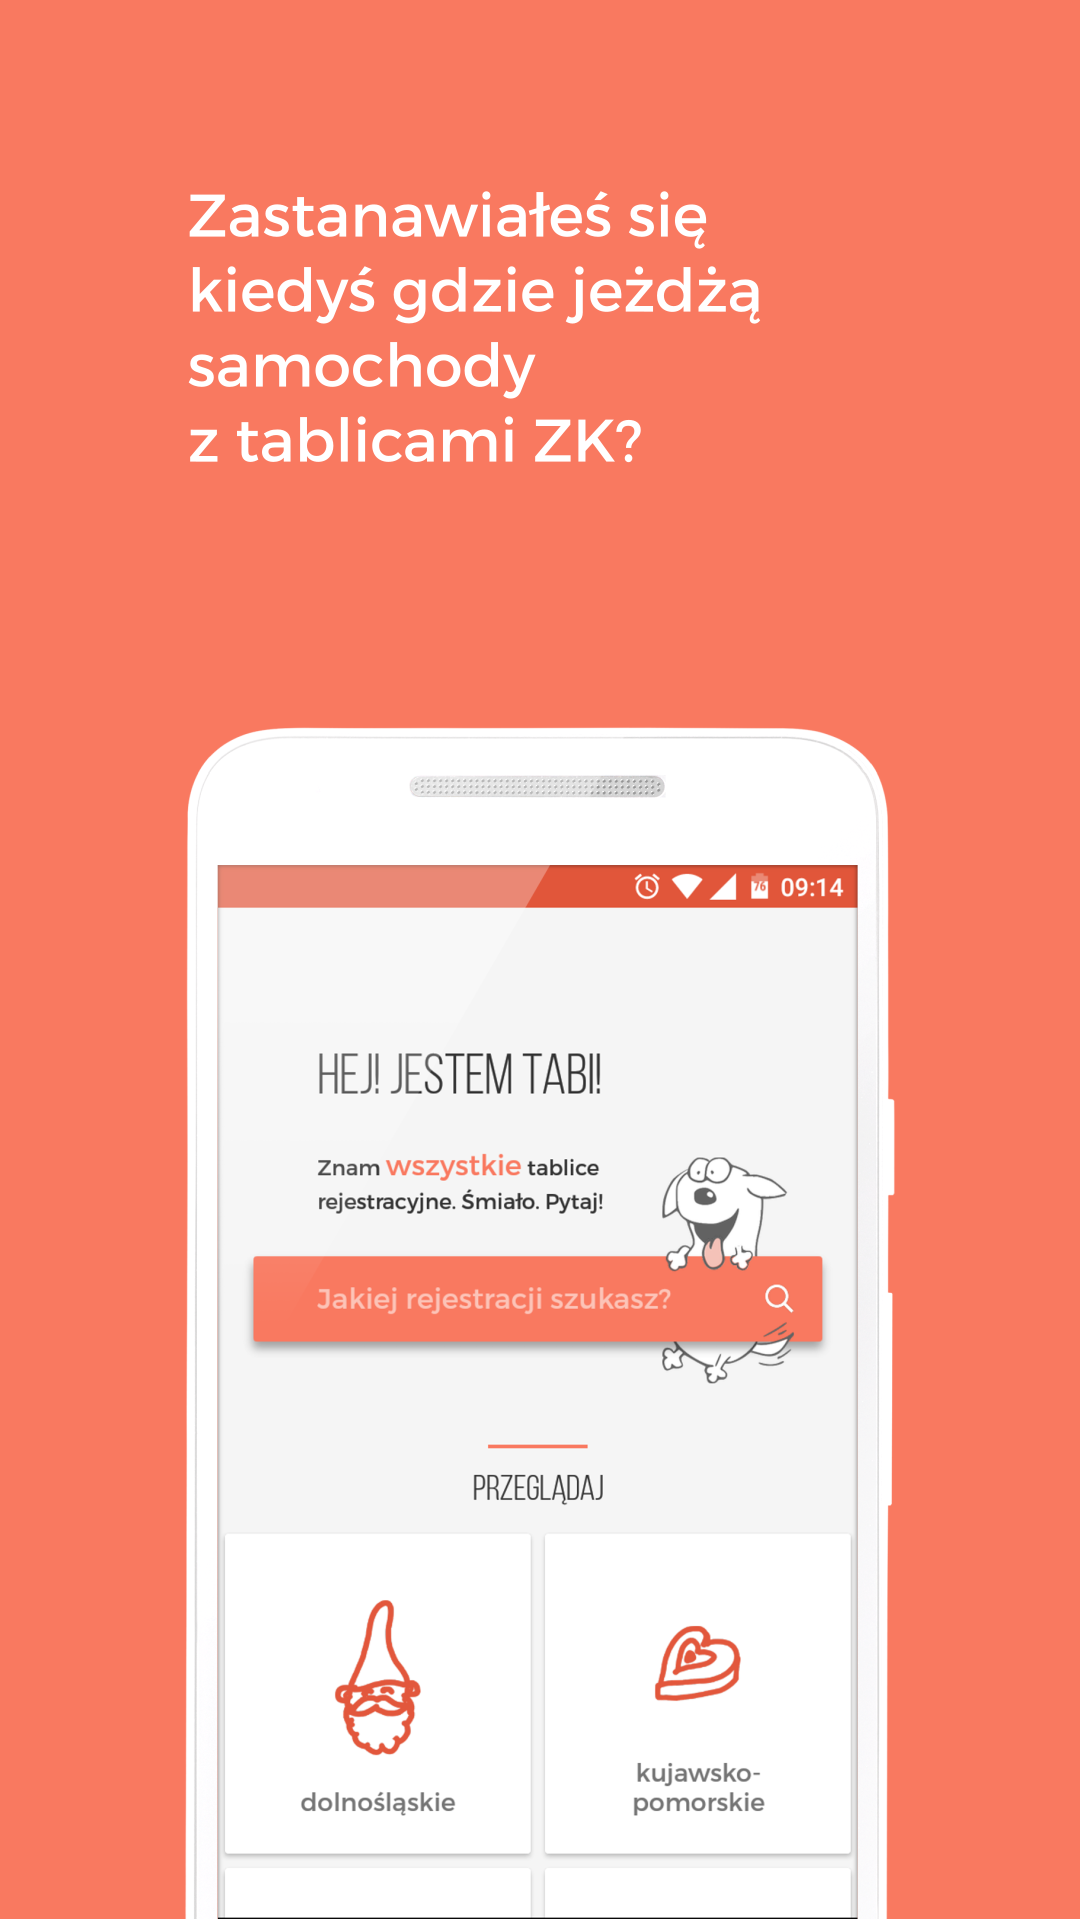 Zastanawiałeś się
kiedyś gdzie jeżdżą
samochody
z tablicami ZK?
76 09:14
HEJ! JESTEM TABI!
Znam wszystkie tablice
rejestracyjne. Śmiało. Pytaj!
Jakiej rejestracji szukasz?
PRZEGLĄDAJ
dolnośląskie
kujawsko-
pomorskie